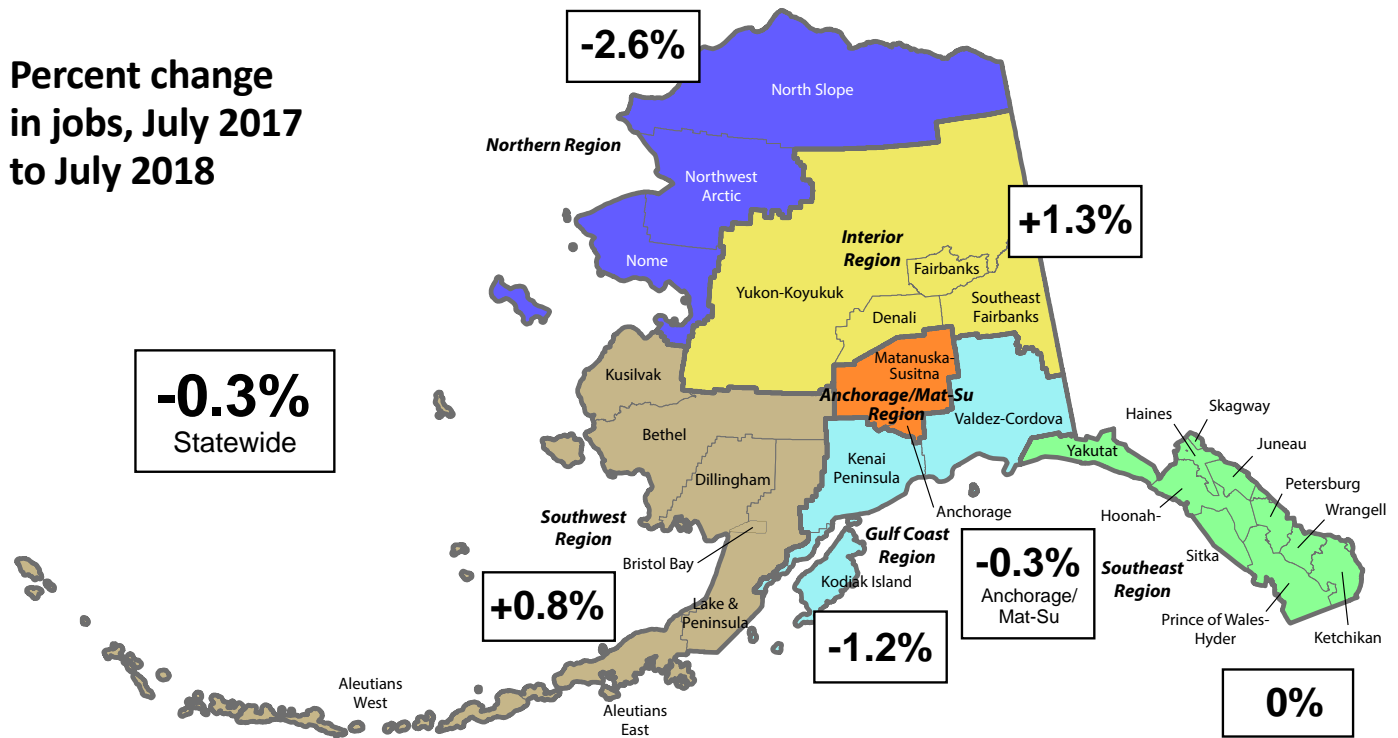 Percent change
in jobs, July 2017
to July 2018
-2.6%
North Slope
Northern Region
Northwest
Arctic
Nome
+1.3%
Interior
Region
Fairbanks
Yukon-Koyukuk
Southeast
Fairbanks
Denali
-0.3%
Statewide
Kusilvak
Matanuska-
Susitna
Anchorage/Mat-Su
Region
Valdez-Cordova
Bethel
Kenai
Peninsula
Dillingham
Anchorage
Southwest
Region
Bristol Bay
Gulf Coast
Region
Kodiak Island
+0.8%
Lake &
Peninsula
-1.2%
-0.3%
Anchorage/
Mat-Su
Aleutians
West
Aleutians
East
Yakutat
Haines
Skagway
Juneau
Petersburg
Wrangell
Hoonah-
Sitka
Southeast
Region
Prince of Wales-
Hyder
Ketchikan
0%